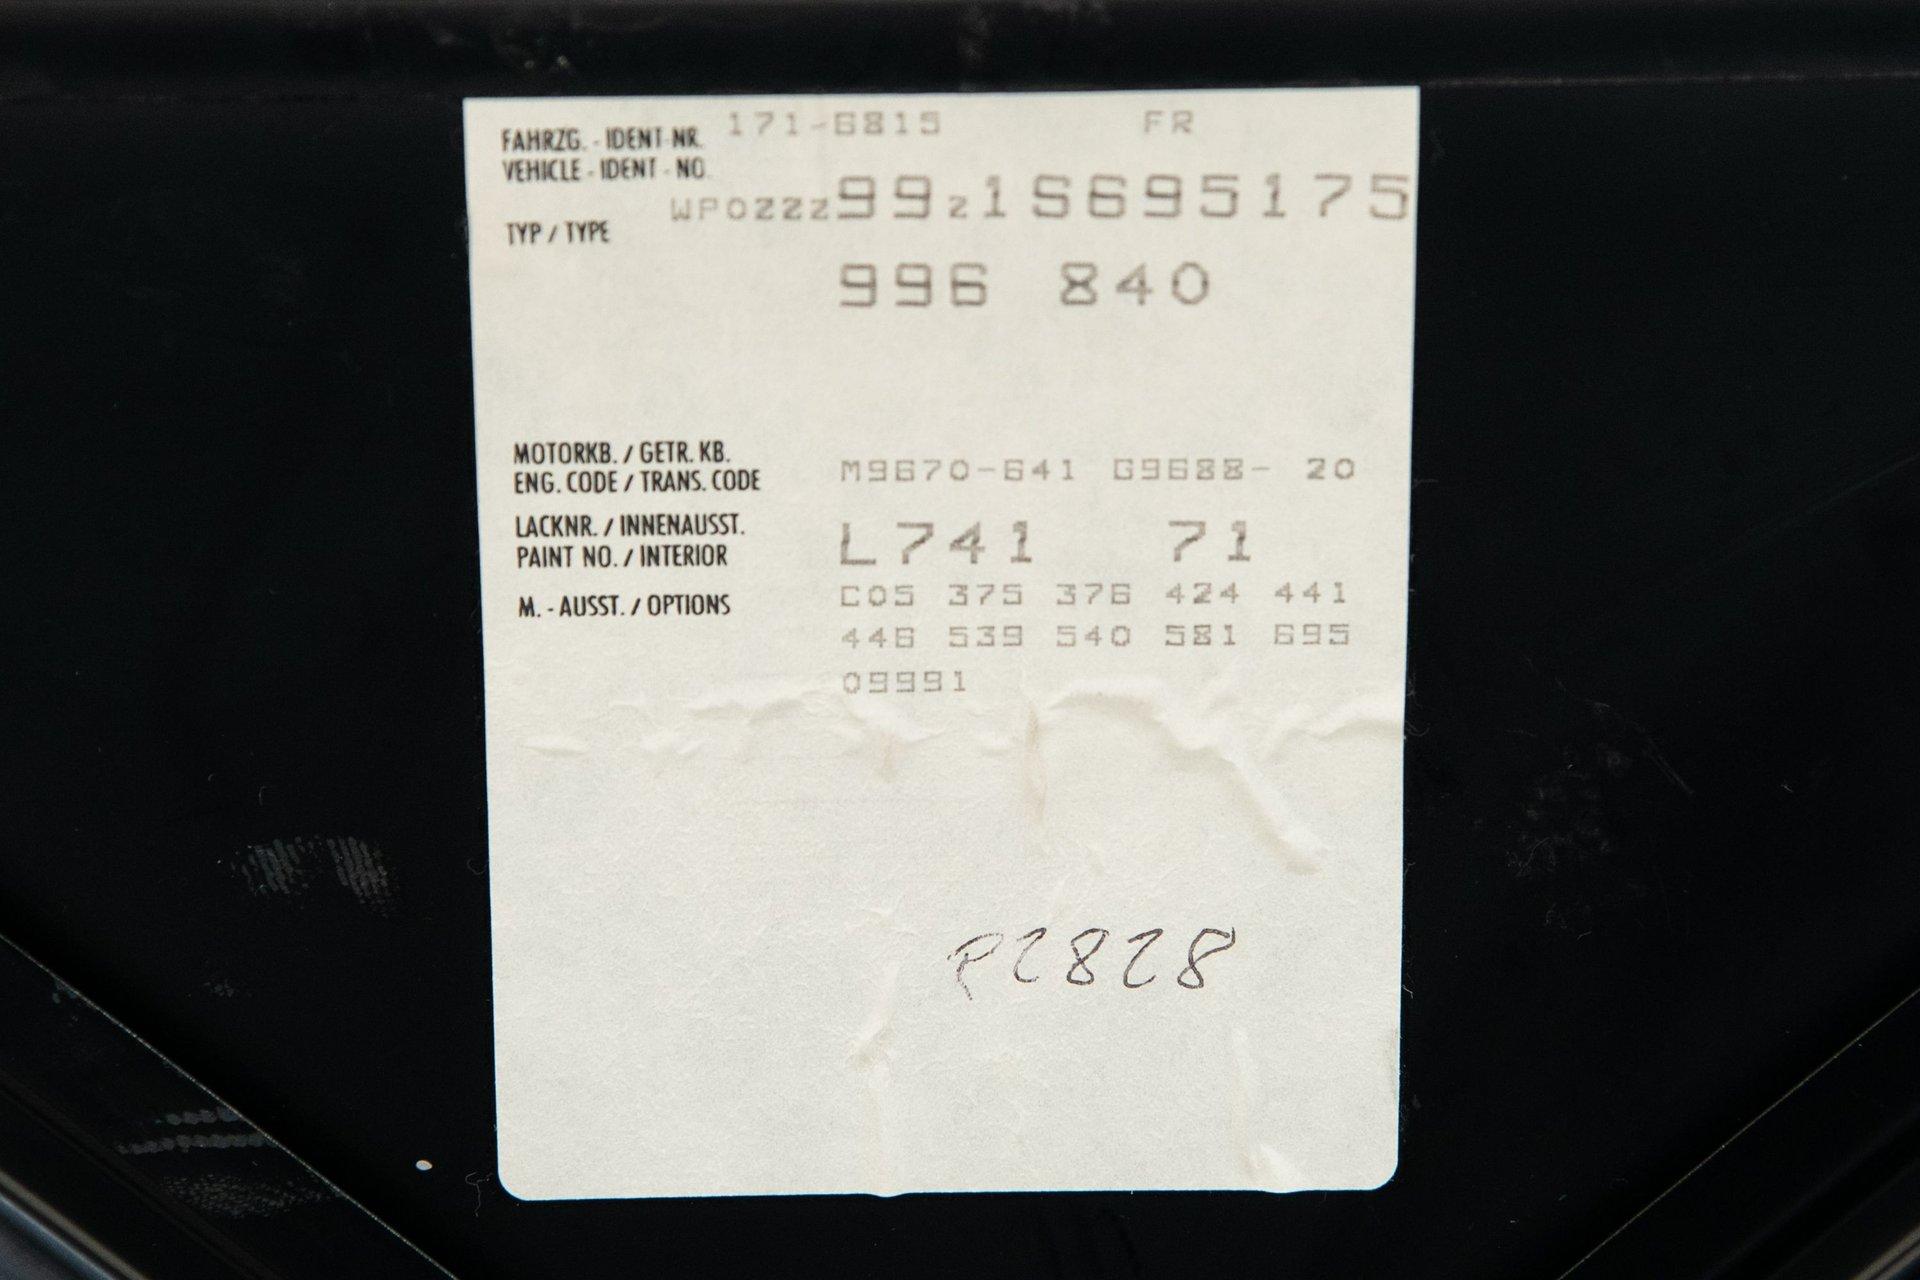 171-6815 FR
FAHRZG. - IDENT-NR.
VEHICLE - IDENT - NO.
WP0ZZZ99Z1S695175
TYP / TYPE
996 840
MOTORKB. / GETR. KB.
ENG. CODE / TRANS. CODE M9670-641 G9688- 20
LACKNR. / INNENAUSST.
PAINT NO. / INTERIOR L741 71
M. - AUSST. / OPTIONS C05 375 376 424 441
446 539 540 581 695
09991
P2828